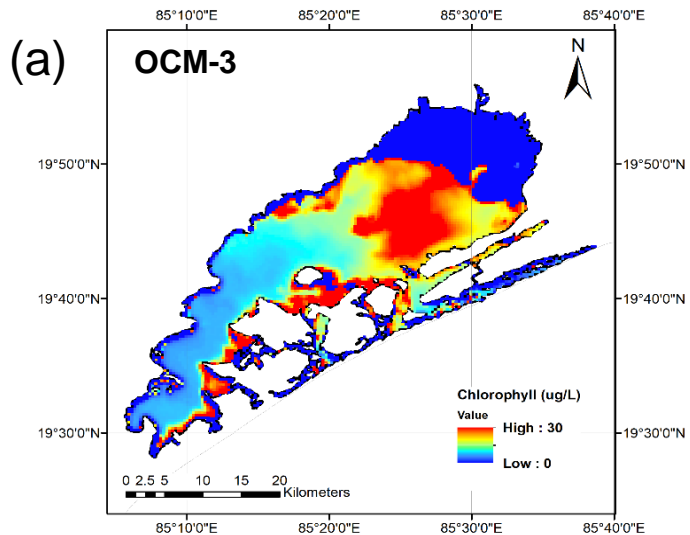 85°10'0"E 85°20'0"E 85°30'0"E 85°40'0"E
(a)
OCM-3
N
19°50'0"N 19°50'0"N
19°40'0"N 19°40'0"N
Chlorophyll (ug/L)
Value
High : 30
19°30'0"N 19°30'0"N
Low : 0
0 2.5 5 10 15 20
Kilometers
85°10'0"E 85°20'0"E 85°30'0"E 85°40'0"E